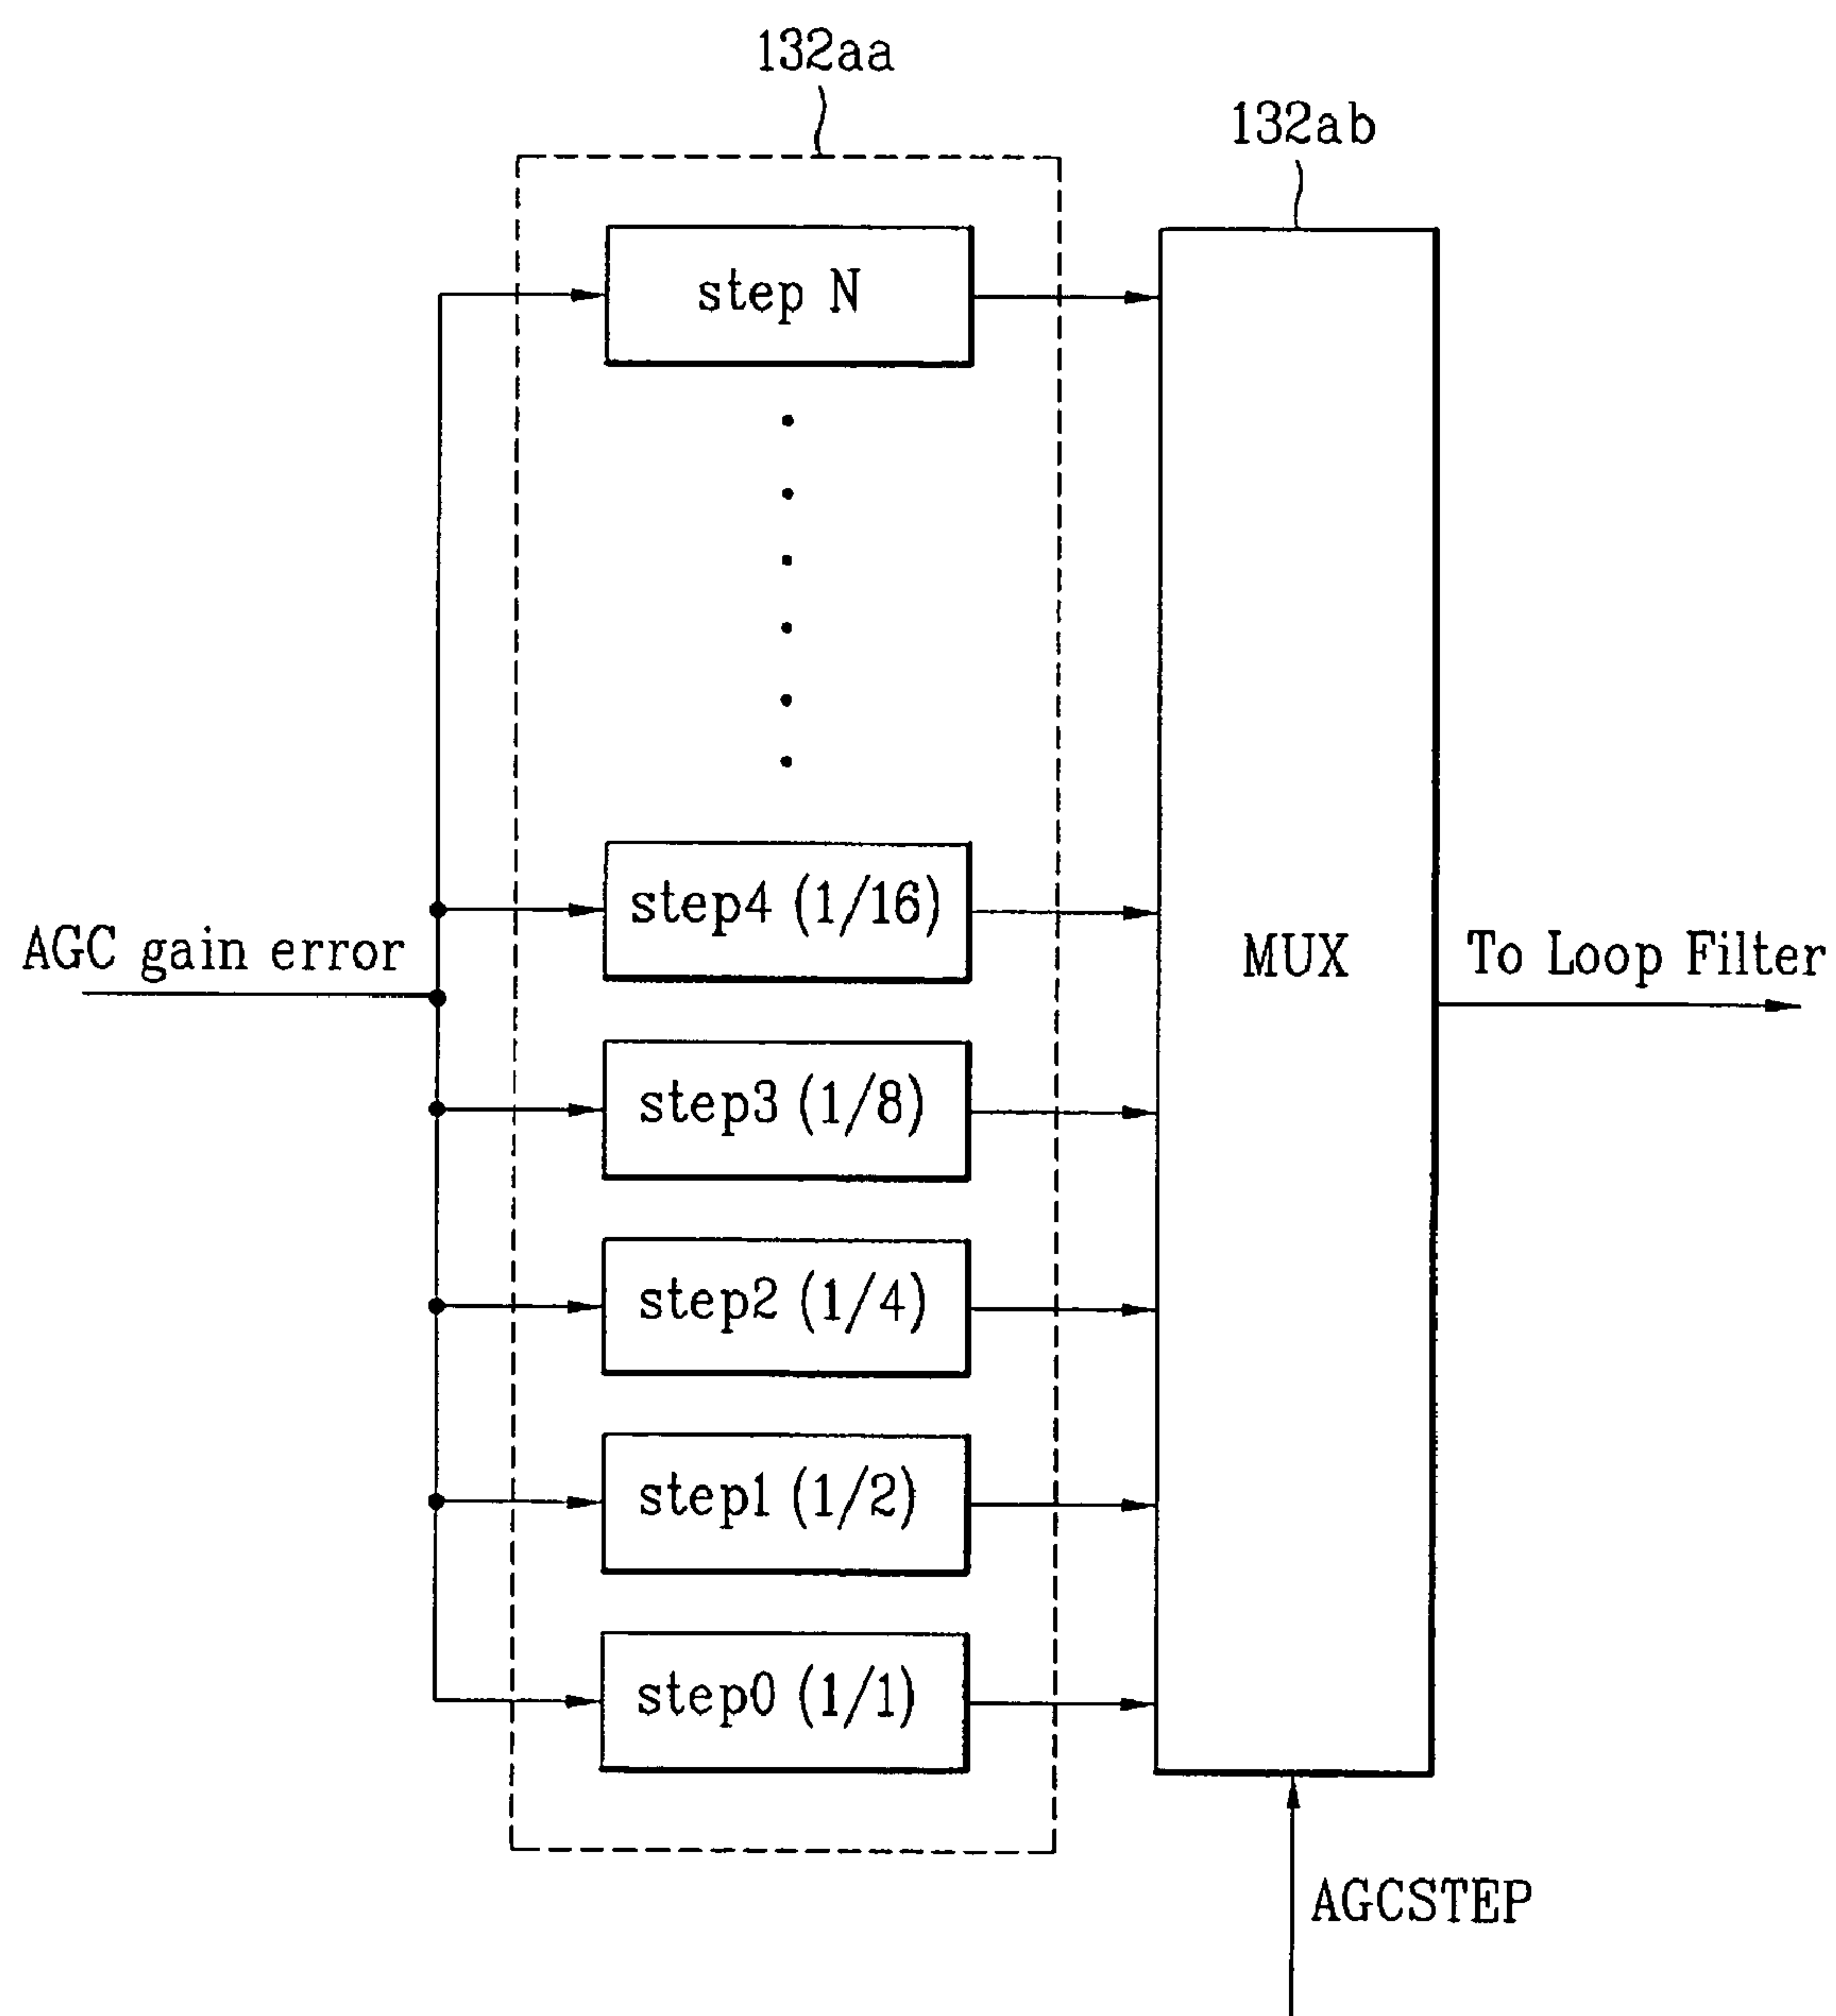 132aa
132ab
step N
step4 (1/16)
AGC gain error
MUX
To Loop Filter
step3 (1/8)
step2 (1/4)
step1 (1/2)
step0 (1/1)
AGCSTEP